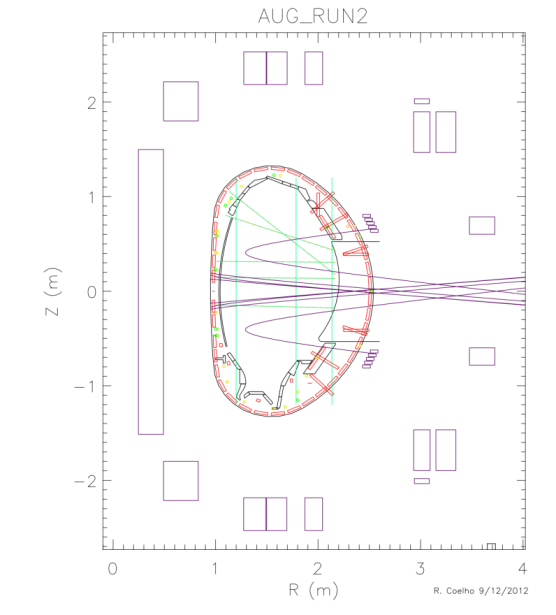 AUG_RUN2
2
1
0
−1
−2
Z (m)
0 1 2 3 4
R (m)
R. Coelho 9/12/2012